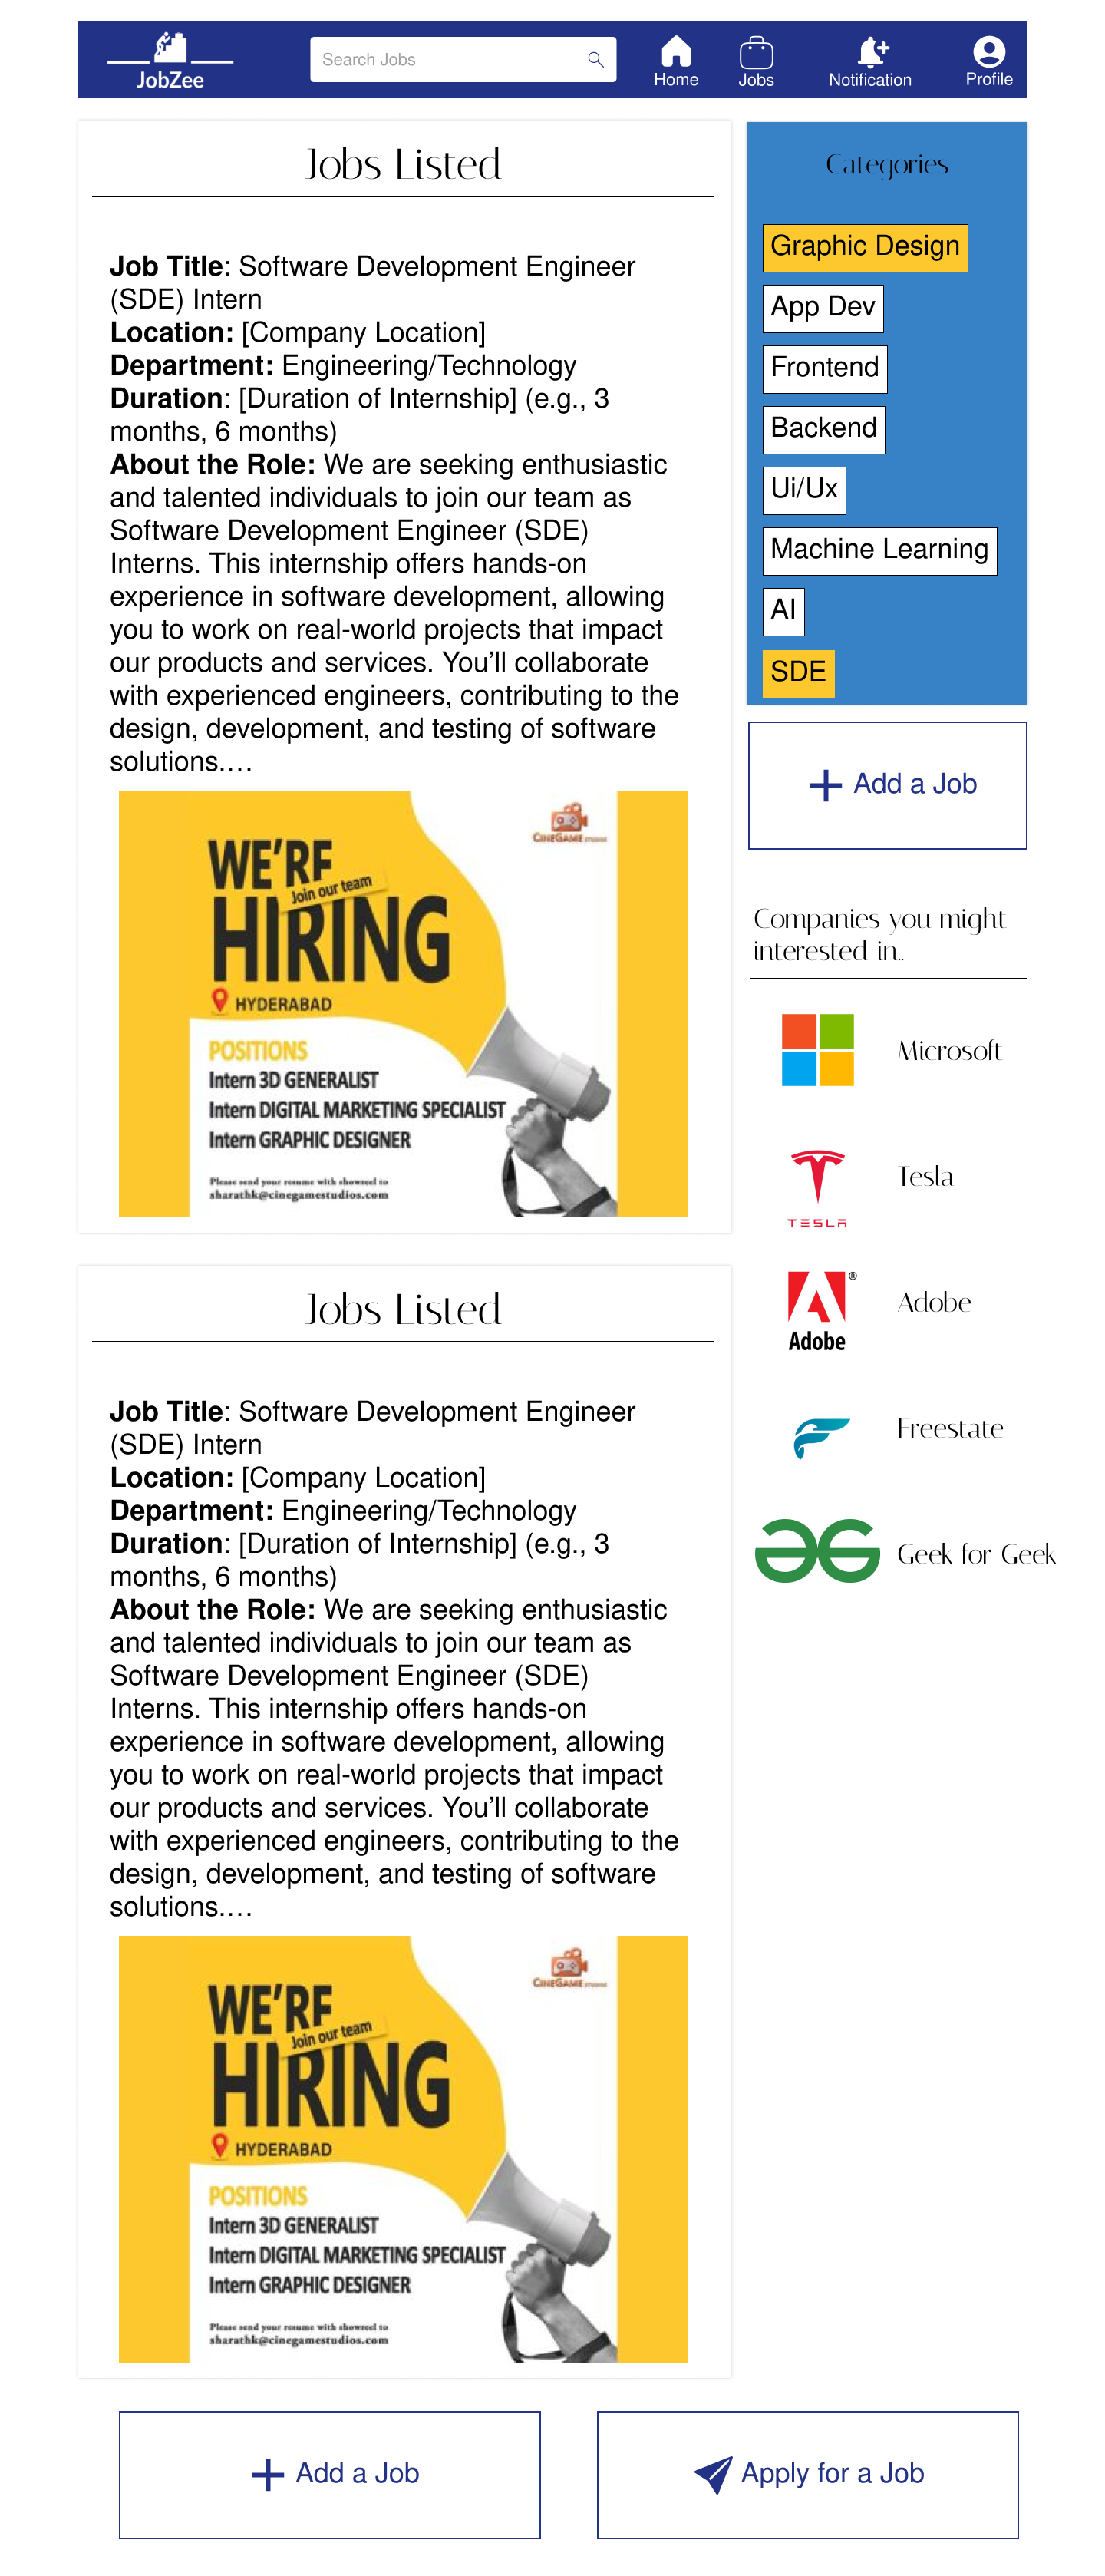 JobZee
Search Jobs
Home
Jobs
Notification
Profile
Jobs Listed
Job Title: Software Development Engineer
(SDE) Intern
Location: [Company Location]
Department: Engineering/Technology
Duration: [Duration of Internship] (e.g., 3
months, 6 months)
About the Role: We are seeking enthusiastic
and talented individuals to join our team as
Software Development Engineer (SDE)
Interns. This internship offers hands-on
experience in software development, allowing
you to work on real-world projects that impact
our products and services. You’ll collaborate
with experienced engineers, contributing to the
design, development, and testing of software
solutions....
CINEGAME STUDIOS
WE'RE
Join our team
HIRING
HYDERABAD
POSITIONS
Intern 3D GENERALIST
Intern DIGITAL MARKETING SPECIALIST
Intern GRAPHIC DESIGNER
Please send your resume with showreel to
sharathk@cinegamestudios.com
Categories
Graphic Design
App Dev
Frontend
Backend
Ui/Ux
Machine Learning
AI
SDE
+ Add a Job
Companies you might
interested in..
Microsoft
TESLA
Tesla
Adobe
®
Adobe
Freestate
Geek for Geek
Jobs Listed
Job Title: Software Development Engineer
(SDE) Intern
Location: [Company Location]
Department: Engineering/Technology
Duration: [Duration of Internship] (e.g., 3
months, 6 months)
About the Role: We are seeking enthusiastic
and talented individuals to join our team as
Software Development Engineer (SDE)
Interns. This internship offers hands-on
experience in software development, allowing
you to work on real-world projects that impact
our products and services. You’ll collaborate
with experienced engineers, contributing to the
design, development, and testing of software
solutions....
CINEGAME STUDIOS
WE'RE
Join our team
HIRING
HYDERABAD
POSITIONS
Intern 3D GENERALIST
Intern DIGITAL MARKETING SPECIALIST
Intern GRAPHIC DESIGNER
Please send your resume with showreel to
sharathk@cinegamestudios.com
+ Add a Job
Apply for a Job